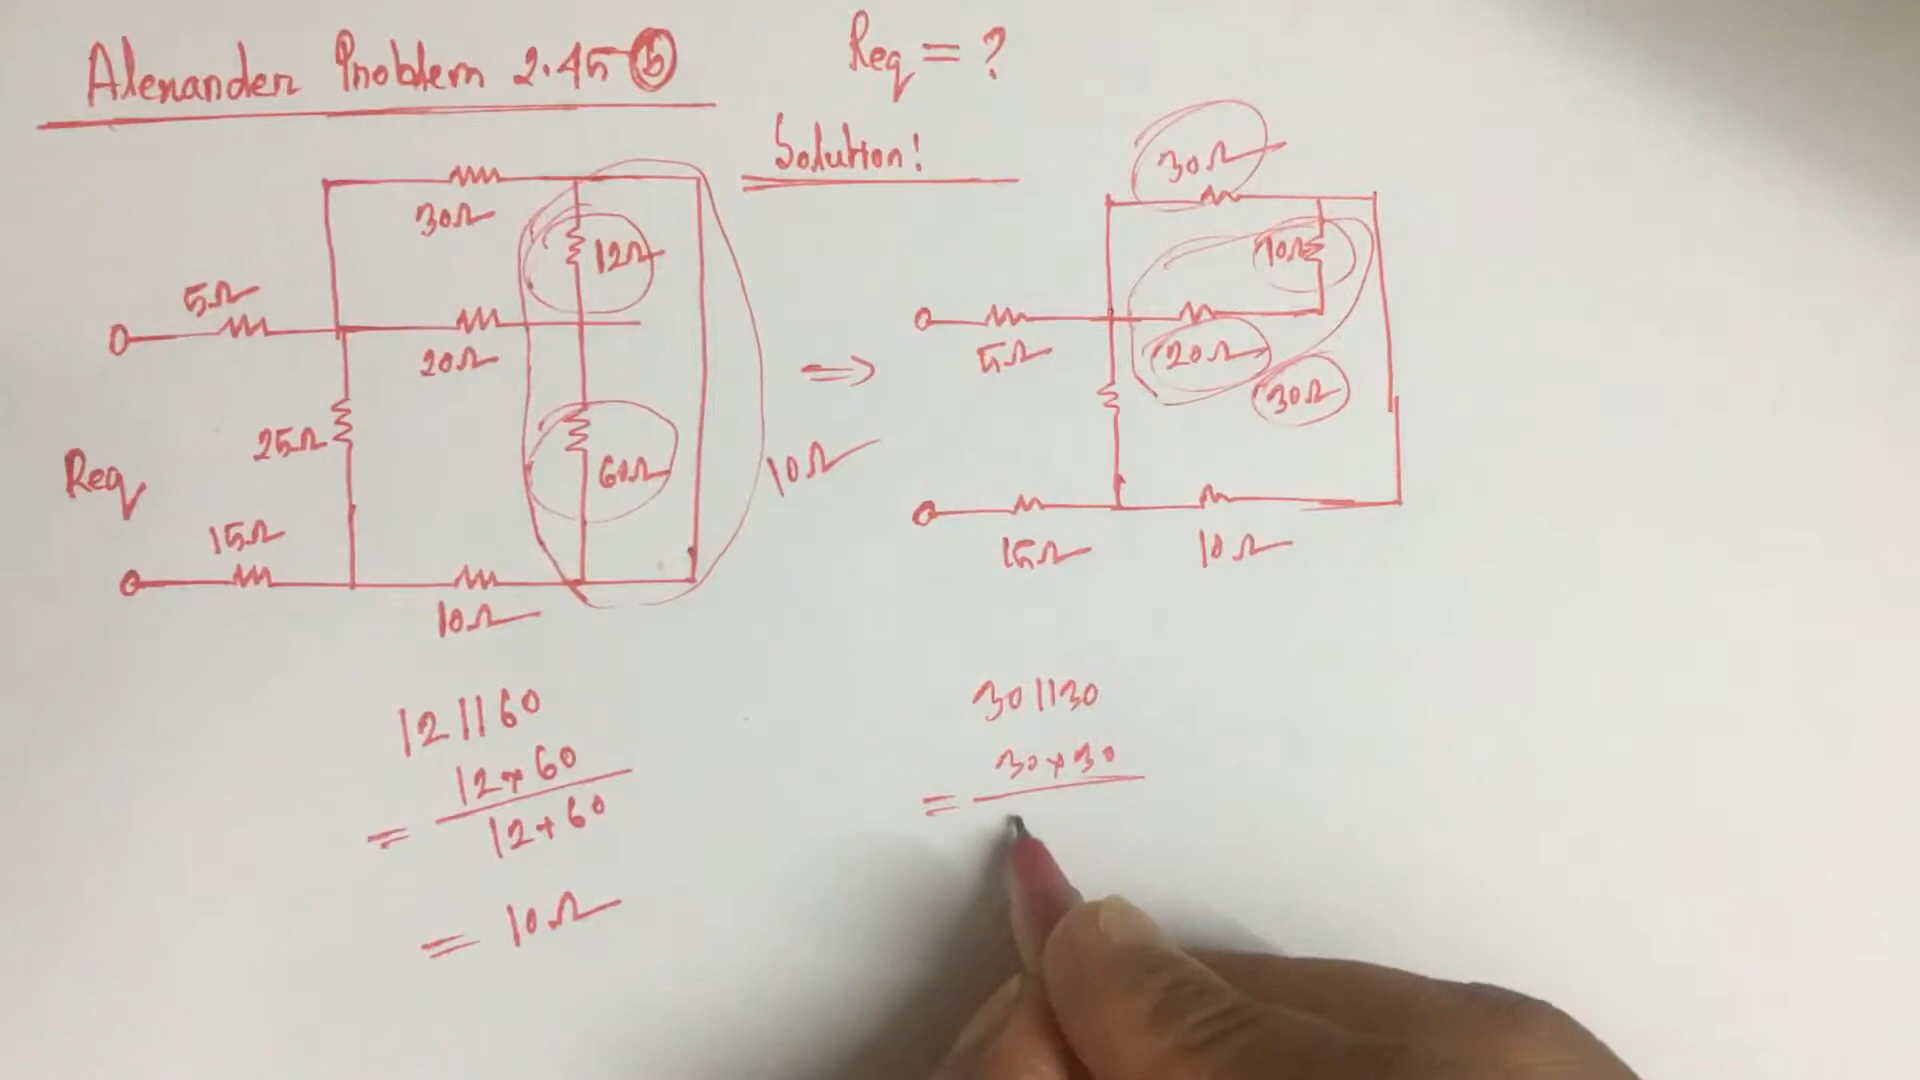 Alexander Problem 2.45 b
Req = ?
Solution!
30Ω
12Ω
5Ω
20Ω
25Ω
60Ω
Req
15Ω
10Ω
10Ω
30Ω
10Ω
5Ω
20Ω
30Ω
15Ω
10Ω
12||60
12×60
=
12+60
= 10Ω
30||30
30×30
=